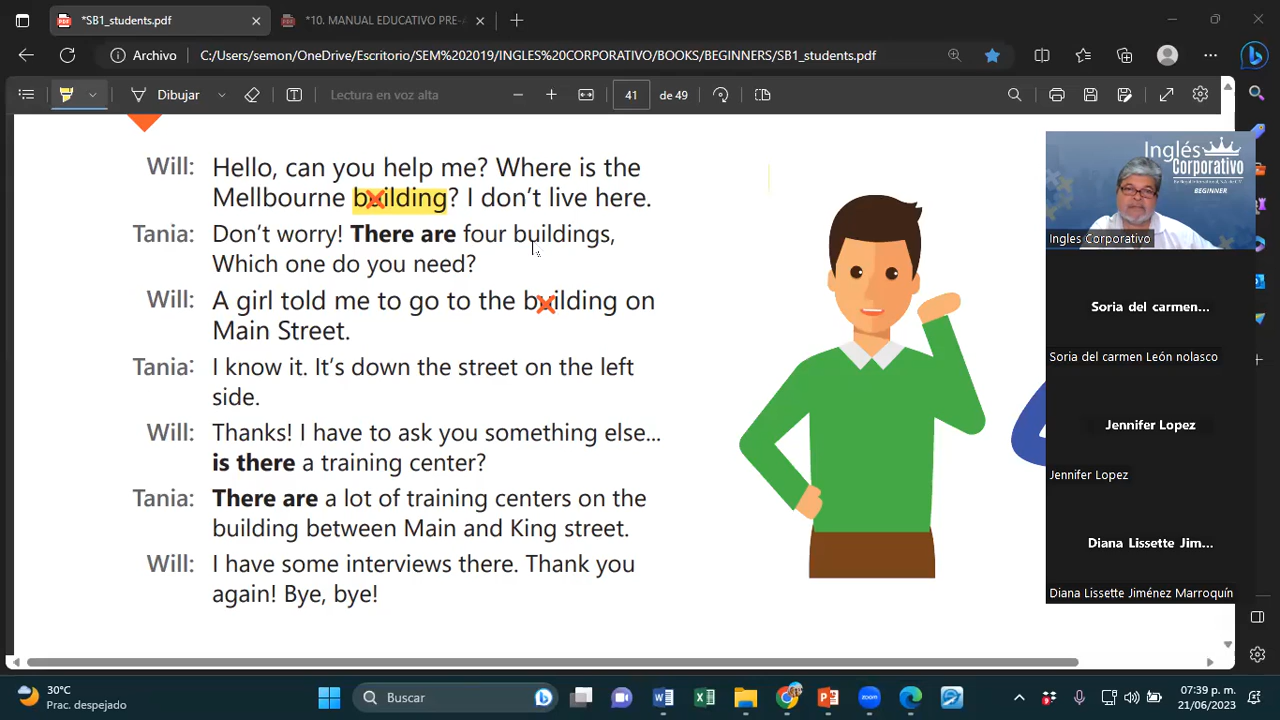 *SB1_students.pdf
*10. MANUAL EDUCATIVO PRE-A
Archivo
C:/Users/semon/OneDrive/Escritorio/SEM%202019/INGLES%20CORPORATIVO/BOOKS/BEGINNERS/SB1_students.pdf
Dibujar
Lectura en voz alta
41
de 49
Will: Hello, can you help me? Where is the
Mellbourne building? I don't live here.
Tania: Don't worry! There are four buildings,
Which one do you need?
Will: A girl told me to go to the building on
Main Street.
Tania: I know it. It's down the street on the left
side.
Will: Thanks! I have to ask you something else...
is there a training center?
Tania: There are a lot of training centers on the
building between Main and King street.
Will: I have some interviews there. Thank you
again! Bye, bye!
Inglés
Corporativo
BEGINNER
Ingles Corporativo
Soria del carmen...
Soria del carmen León nolasco
Jennifer Lopez
Jennifer Lopez
Diana Lissette Jim...
Diana Lissette Jiménez Marroquín
30°C
Prac. despejado
Buscar
07:39 p. m.
21/06/2023